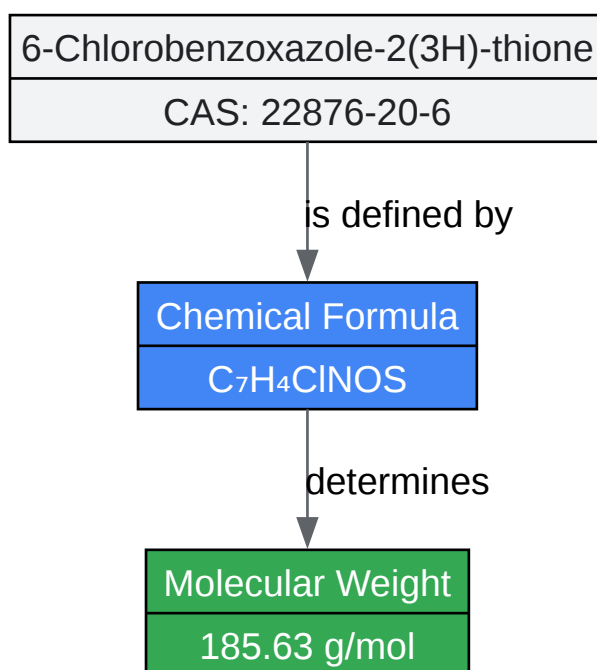 6-Chlorobenzoxazole-2(3H)-thione
CAS: 22876-20-6
is defined by
Chemical Formula
C₇H₄ClNOS
determines
Molecular Weight
185.63 g/mol